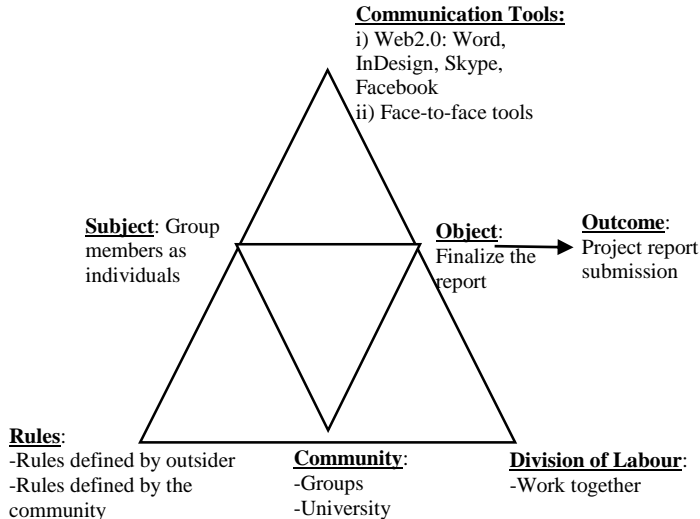 Communication Tools:
i) Web2.0: Word,
InDesign, Skype,
Facebook
ii) Face-to-face tools
Subject: Group
members as
individuals
Object:
Finalize the
report
Outcome:
Project report
submission
Rules:
-Rules defined by outsider
-Rules defined by the
community
Community:
-Groups
-University
Division of Labour:
-Work together